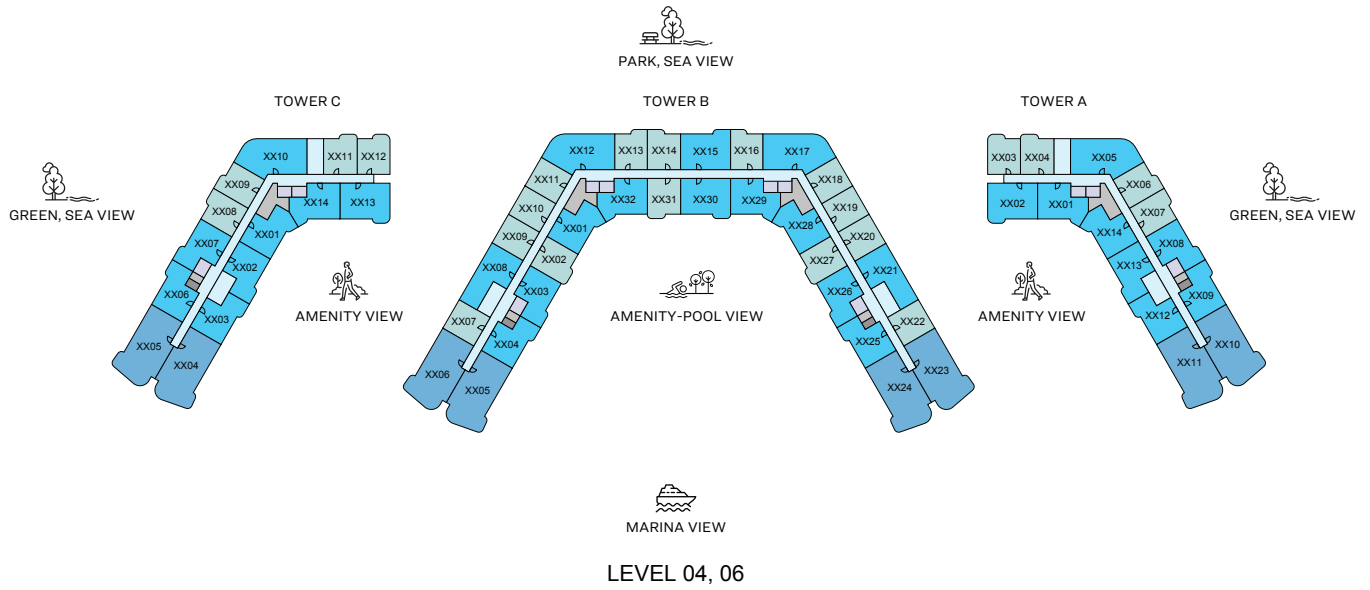 PARK, SEA VIEW
TOWER C
TOWER B
TOWER A
GREEN, SEA VIEW
GREEN, SEA VIEW
XX10
XX11
XX12
XX09
XX08
XX14
XX13
XX07
XX01
XX02
XX06
XX03
XX05
XX04
AMENITY VIEW
XX12
XX13
XX14
XX15
XX16
XX17
XX11
XX18
XX10
XX32
XX31
XX30
XX29
XX19
XX09
XX01
XX28
XX20
XX02
XX27
XX08
XX21
XX03
XX26
XX07
XX22
XX04
XX25
XX06
XX05
XX24
XX23
AMENITY-POOL VIEW
XX03
XX04
XX05
XX06
XX02
XX01
XX07
XX14
XX08
XX13
XX09
XX12
XX10
XX11
AMENITY VIEW
MARINA VIEW
LEVEL 04, 06